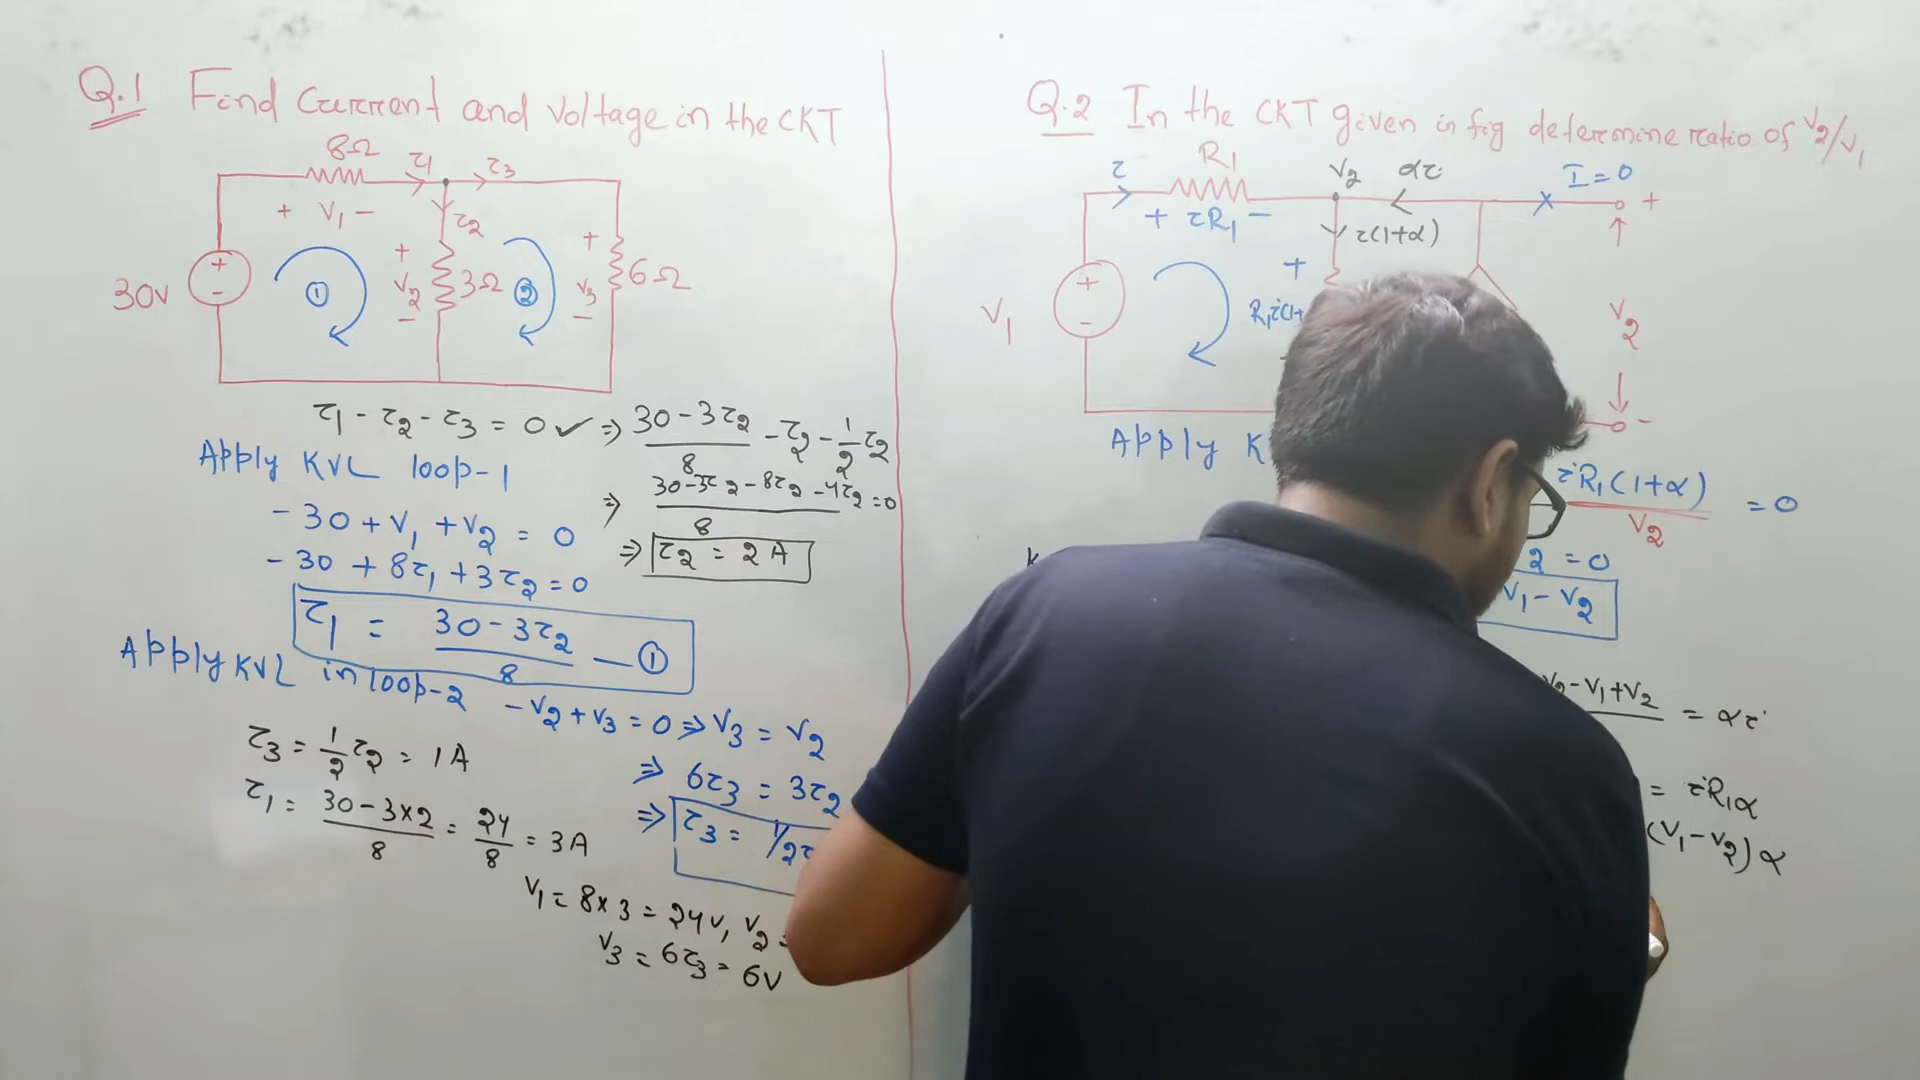 Q.1 Find Current and voltage in the CKT
8Ω
i1
i3
+ V1 -
i2
30V
+
-
1
+
V2
-
3Ω
2
+
V3
-
6Ω
i1 - i2 - i3 = 0 ✓ ⇒ 30 - 3i2 / 8 - i2 - 1/2 i2
Apply KVL loop-1
⇒ 30 - 3i2 - 8i2 - 4i2 / 8 = 0
- 30 + V1 + V2 = 0
⇒ i2 = 2 A
- 30 + 8i1 + 3i2 = 0
i1 = 30 - 3i2 / 8 — 1
Apply KVL in loop-2
- V2 + V3 = 0 ⇒ V3 = V2
i3 = 1/2 i2 = 1 A
⇒ 6i3 = 3i2
i1 = 30 - 3×2 / 8 = 24/8 = 3A
⇒ i3 = 1/2
V1 = 8×3 = 24V, V2
V3 = 6i3 = 6V
Q.2 In the CKT given in fig determine ratio of V2/V1
i
R1
V2
αi
I = 0
+
+ iR1 -
i(1+α)
V1
+
-
+
R1i(1+
V2
-
Apply K
iR1(1+α) = 0
V2
2 = 0
V1 - V2
V2 - V1 + V2 = αi
= iR1α
(V1 - V2)α